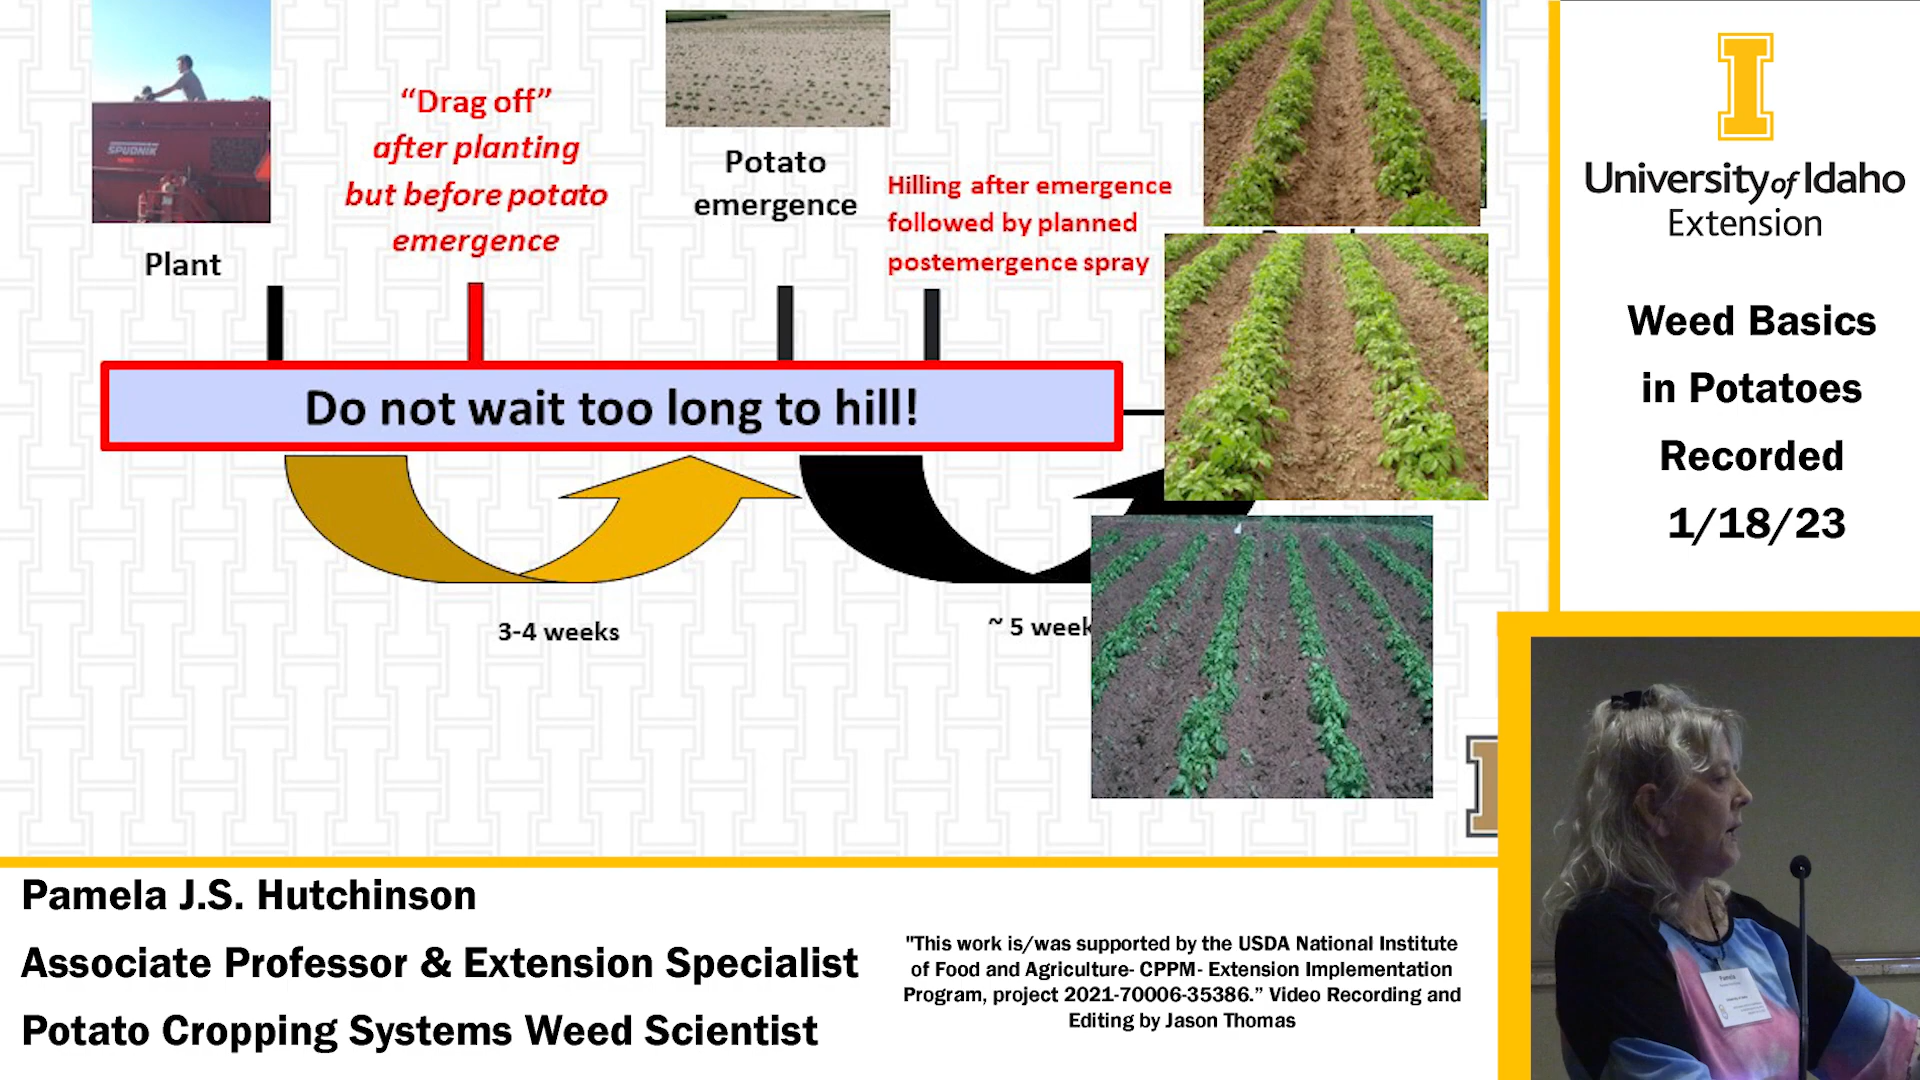 SPUDNIK
Plant
“Drag off”
after planting
but before potato
emergence
Potato
emergence
Hilling after emergence
followed by planned
postemergence spray
Do not wait too long to hill!
3-4 weeks
~ 5 week
University of Idaho
Extension
Weed Basics
in Potatoes
Recorded
1/18/23
Pamela J.S. Hutchinson
Associate Professor & Extension Specialist
Potato Cropping Systems Weed Scientist
"This work is/was supported by the USDA National Institute
of Food and Agriculture- CPPM- Extension Implementation
Program, project 2021-70006-35386.” Video Recording and
Editing by Jason Thomas
Pamela